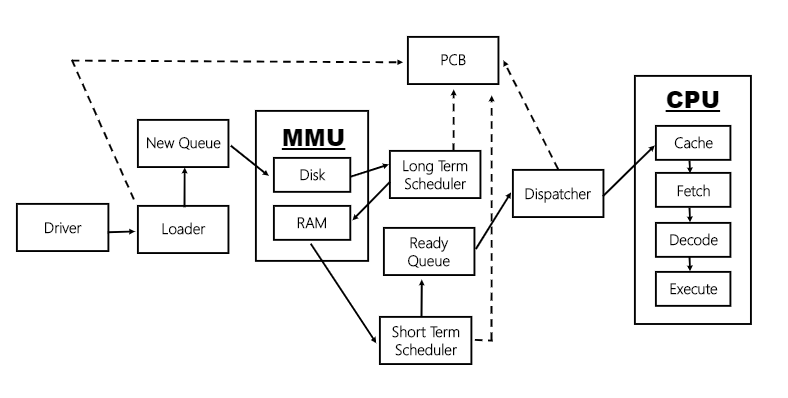 PCB
CPU
MMU
New Queue
Cache
Disk
Long Term
Scheduler
Fetch
Dispatcher
Driver
Loader
RAM
Ready
Queue
Decode
Execute
Short Term
Scheduler